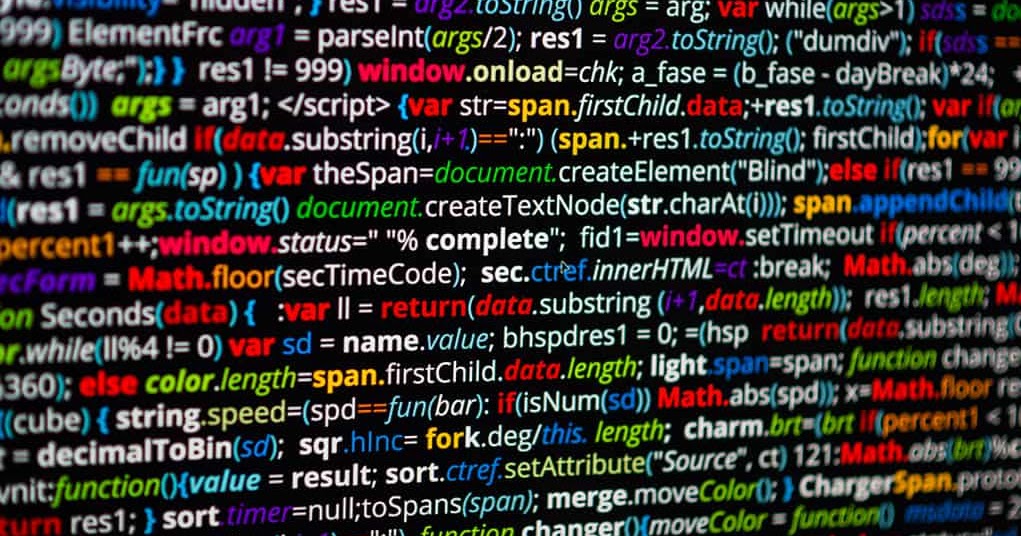 hidden"; } res1 = arg2.toString() args = arg; var while(args>1)
999) ElementFrc arg1 = parseInt(args/2); res1 = arg2.toString(); ("dumdiv"); if(
argsByte;");} } res1 != 999) window.onload=chk; a_fase = (b_fase - dayBreak)*24;
conds()) args = arg1; </script> {var str=span.firstChild.data;+res1.toString(); var if(ar
.removeChild if(data.substring(i,i+1)==":") (span.+res1.toString(); firstChild);for(var
& res1 == fun(sp) ) {var theSpan=document.createElement("Blind");else if(res1 == 99
(res1 = args.toString() document.createTextNode(str.charAt(i))); span.appendChild(
percent1++;window.status=" "% complete"; fid1=window.setTimeout if(percent < 1
ecForm = Math.floor(secTimeCode); sec.ctref.innerHTML=ct :break; Math.abs(deg));
on Seconds(data) { :var ll = return(data.substring (i+1,data.length)); res1.length;
or.while(ll%4 != 0) var sd = name.value; bhspdres1 = 0; =(hsp return(data,substring(
360); else color.length=span.firstChild.data.length; light.span=span; function change
((cube) { string.speed=(spd==fun(bar): if(isNum(sd)) Math.abs(spd)); x=Math.floor re
= decimalToBin(sd); sqr.hInc= fork.deg/this. length; charm.brt=(brt if(percent1 < 1
vnit:function(){value = result; sort.ctref.setAttribute("Source", ct) 121:Math.abs(brt)%
turn res1; } sort.timer=null;toSpans(span); merge.moveColor(); } ChargerSpan.proto
function changer(){moveColor = function()